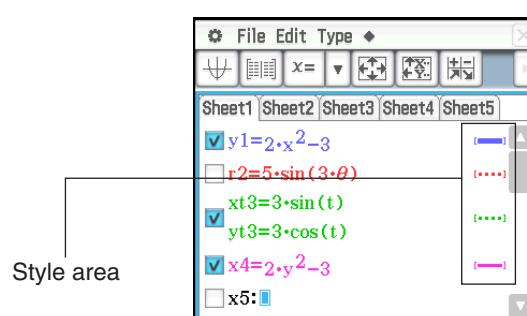 File Edit Type ◆
x=
Sheet1 Sheet2 Sheet3 Sheet4 Sheet5
y1=2·x²−3
r2=5·sin(3·θ)
xt3=3·sin(t)
yt3=3·cos(t)
x4=2·y²−3
Style area
x5: